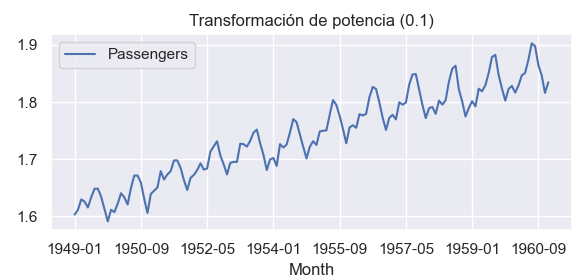 Transformación de potencia (0.1)
Passengers
1.9
1.8
1.7
1.6
1949-01 1950-09 1952-05 1954-01 1955-09 1957-05 1959-01 1960-09
Month